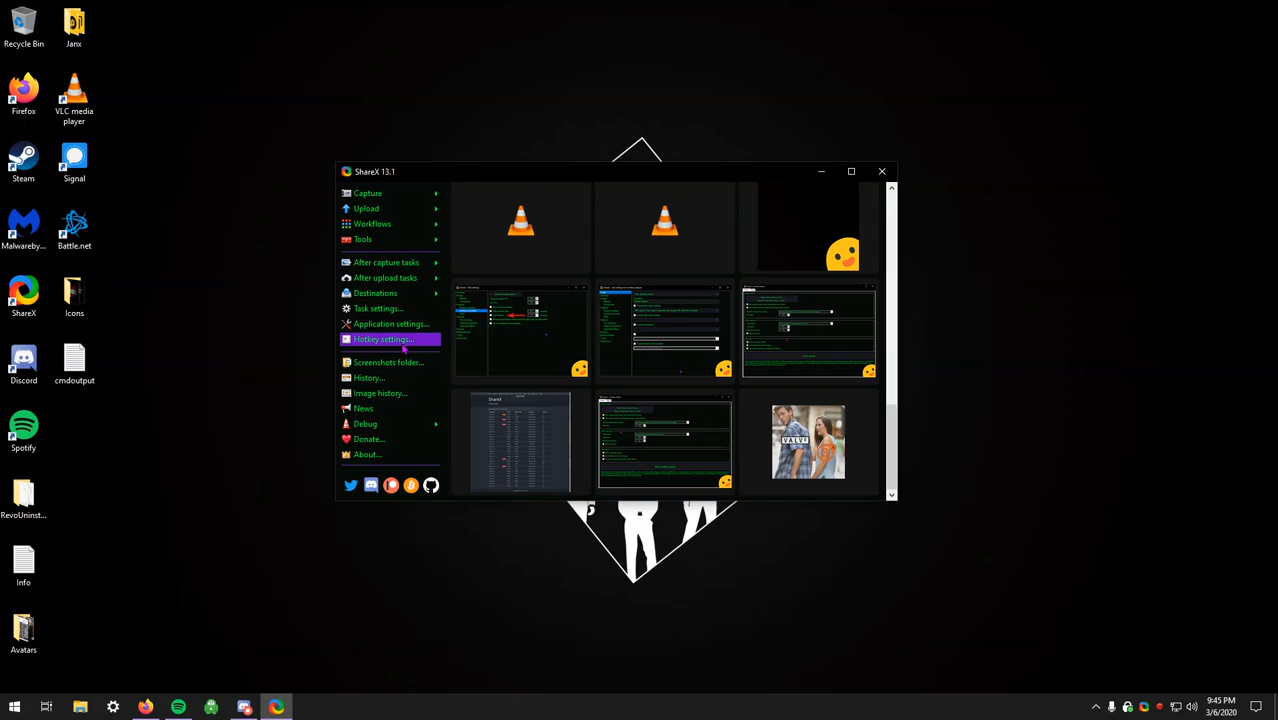 Recycle Bin
Janx
Firefox
VLC media
player
Steam
Signal
Malwareby...
Battle.net
ShareX
Icons
Discord
cmdoutput
Spotify
RevoUninst...
Info
Avatars
ShareX 13.1
Capture
Upload
Workflows
Tools
After capture tasks
After upload tasks
Destinations
Task settings...
Application settings...
Hotkey settings...
Screenshots folder...
History...
Image history...
News
Debug
Donate...
About...
ShareX
VALVE
9:45 PM
3/6/2020